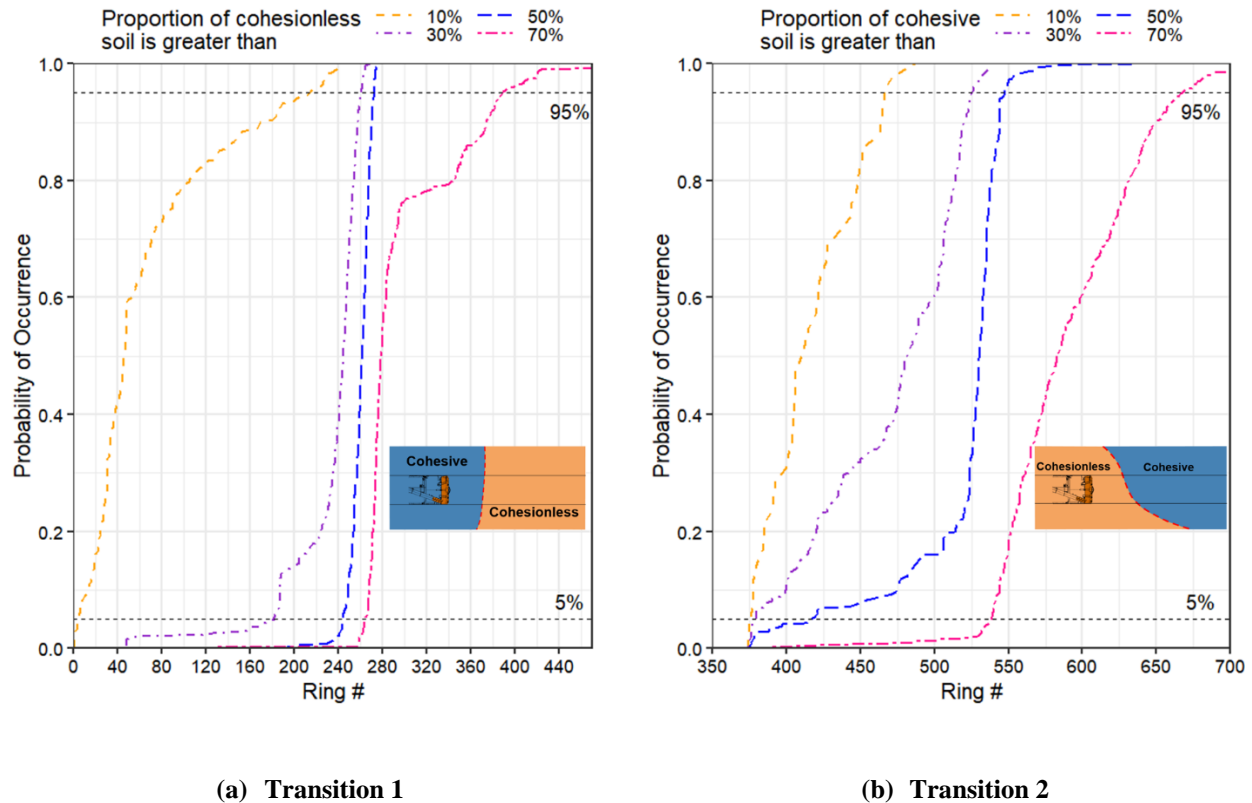 Proportion of cohesionless
soil is greater than
10%
50%
30%
70%
Probability of Occurrence
1.0
0.8
0.6
0.4
0.2
0.0
95%
5%
Cohesive
Cohesionless
0 40 80 120 160 200 240 280 320 360 400 440
Ring #
(a) Transition 1
Proportion of cohesive
soil is greater than
10%
50%
30%
70%
Probability of Occurrence
1.0
0.8
0.6
0.4
0.2
0.0
95%
5%
Cohesionless
Cohesive
350 400 450 500 550 600 650 700
Ring #
(b) Transition 2